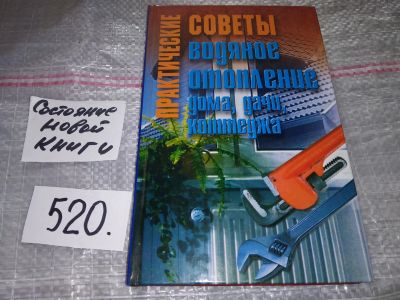 Состояние
новой
книги
520.
ПРАКТИЧЕСКИЕ
СОВЕТЫ
водяное
отопление
дома, дачи,
коттеджа